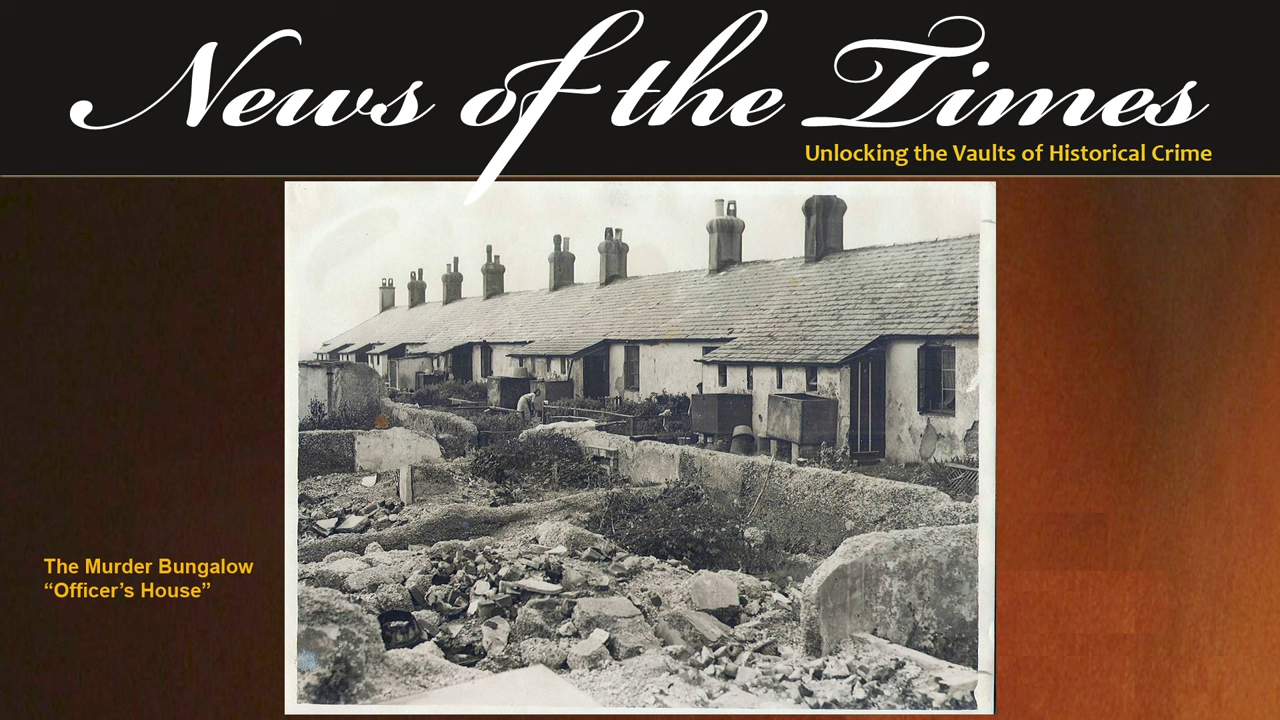 News of the Times
Unlocking the Vaults of Historical Crime
The Murder Bungalow
“Officer’s House”